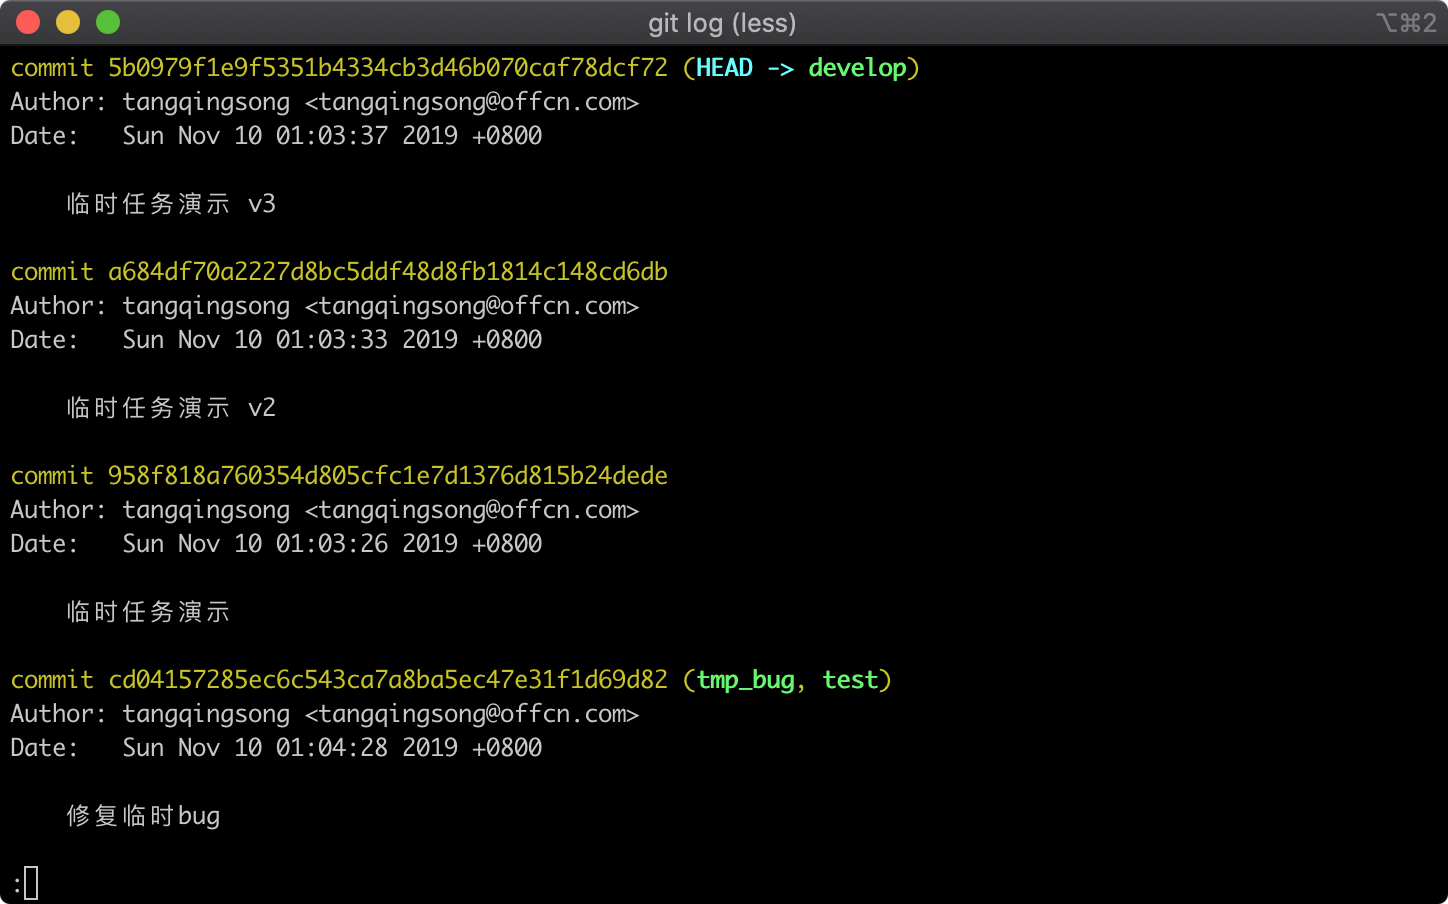 git log (less)
⌥⌘2
commit 5b0979f1e9f5351b4334cb3d46b070caf78dcf72 (HEAD -> develop)
Author: tangqingsong <tangqingsong@offcn.com>
Date:   Sun Nov 10 01:03:37 2019 +0800
临时任务演示 v3
commit a684df70a2227d8bc5ddf48d8fb1814c148cd6db
Author: tangqingsong <tangqingsong@offcn.com>
Date:   Sun Nov 10 01:03:33 2019 +0800
临时任务演示 v2
commit 958f818a760354d805cfc1e7d1376d815b24dede
Author: tangqingsong <tangqingsong@offcn.com>
Date:   Sun Nov 10 01:03:26 2019 +0800
临时任务演示
commit cd04157285ec6c543ca7a8ba5ec47e31f1d69d82 (tmp_bug, test)
Author: tangqingsong <tangqingsong@offcn.com>
Date:   Sun Nov 10 01:04:28 2019 +0800
修复临时bug
: